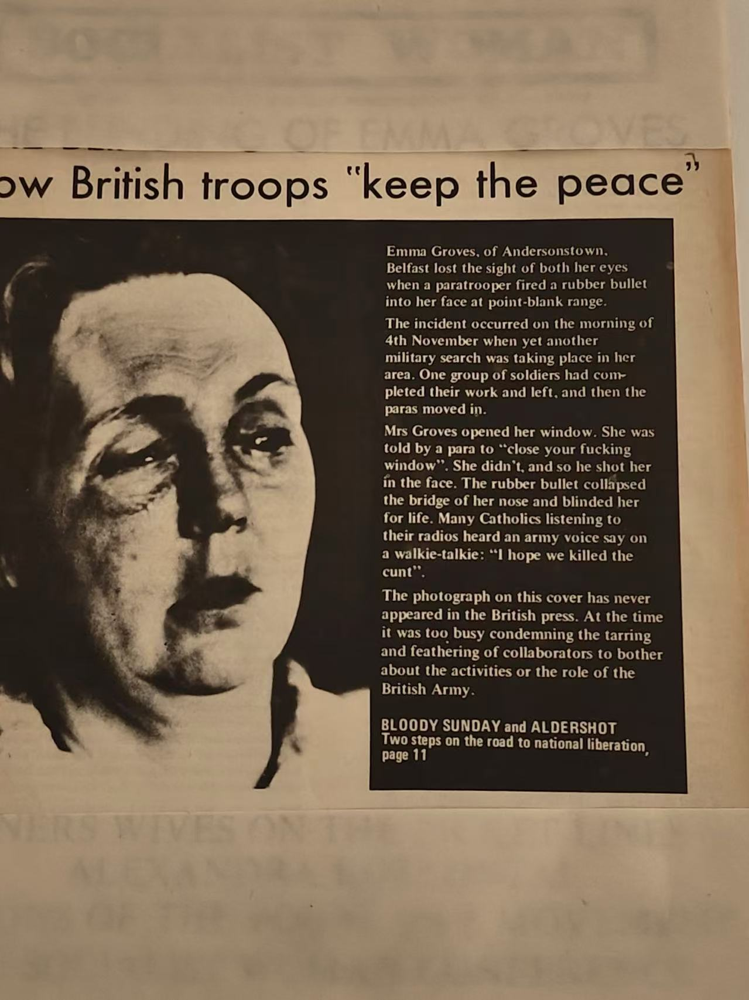 OF EMMA GROVES
ow British troops "keep the peace"
Emma Groves, of Andersonstown,
Belfast lost the sight of both her eyes
when a paratrooper fired a rubber bullet
into her face at point-blank range.
The incident occurred on the morning of
4th November when yet another
military search was taking place in her
area. One group of soldiers had com-
pleted their work and left, and then the
paras moved in.
Mrs Groves opened her window. She was
told by a para to "close your fucking
window". She didn't, and so he shot her
in the face. The rubber bullet collapsed
the bridge of her nose and blinded her
for life. Many Catholics listening to
their radios heard an army voice say on
a walkie-talkie: "I hope we killed the
cunt".
The photograph on this cover has never
appeared in the British press. At the time
it was too busy condemning the tarring
and feathering of collaborators to bother
about the activities or the role of the
British Army.
BLOODY SUNDAY and ALDERSHOT
Two steps on the road to national liberation,
page 11
NERS WIVES ON THE
ALEXANDRA
OF THE